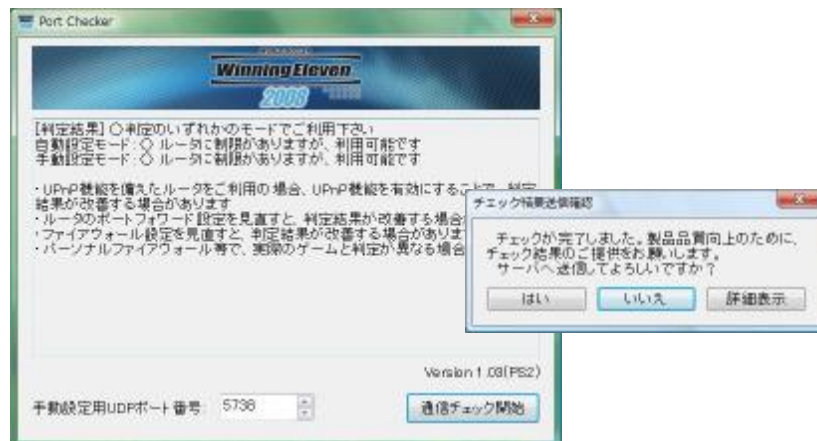 Port Checker
Winning Eleven
2008
【判定結果】○判定のいずれかのモードでご利用下さい
自動設定モード:○ ルータに制限がありますが、利用可能です
手動設定モード:○ ルータに制限がありますが、利用可能です
・UPnP機能を備えたルータをご利用の場合、UPnP機能を有効にすることで、判定
結果が改善する場合があります
・ルータのポートフォワード設定を見直すと、判定結果が改善する場合
・ファイアウォール設定を見直すと、判定結果が改善する場合がありま
・パーソナルファイアウォール等で、実際のゲームと判定が異なる場合
Version 1.03(PS2)
手動設定用UDPポート番号:
5738
通信チェック開始
チェック結果送信確認
チェックが完了しました。製品品質向上のために、
チェック結果のご提供をお願いします。
サーバへ送信してよろしいですか?
はい
いいえ
詳細表示